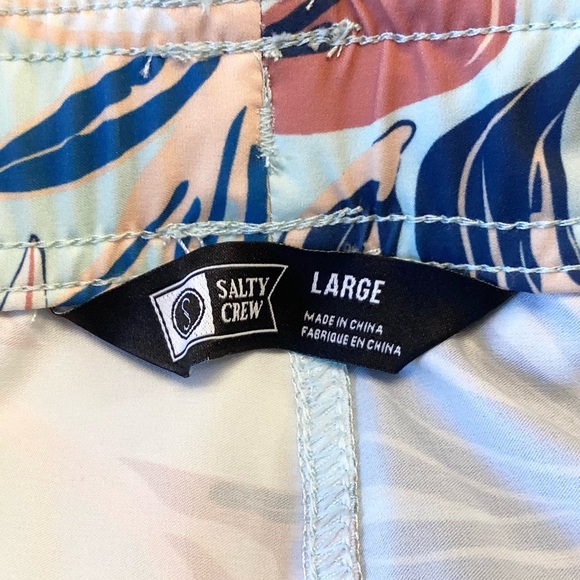 SALTY
CREW
LARGE
MADE IN CHINA
FABRIQUE EN CHINA